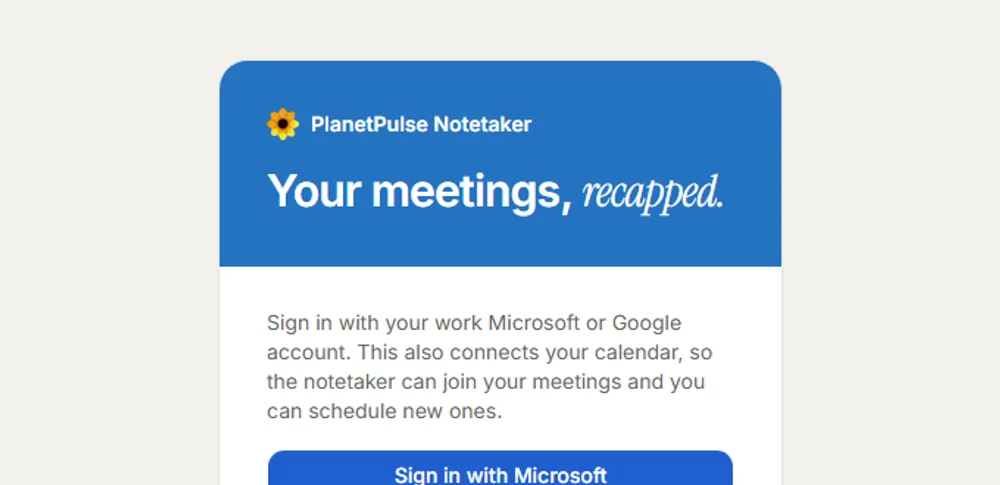 PlanetPulse Notetaker
Your meetings, recapped.
Sign in with your work Microsoft or Google
account. This also connects your calendar, so
the notetaker can join your meetings and you
can schedule new ones.
Sign in with Microsoft